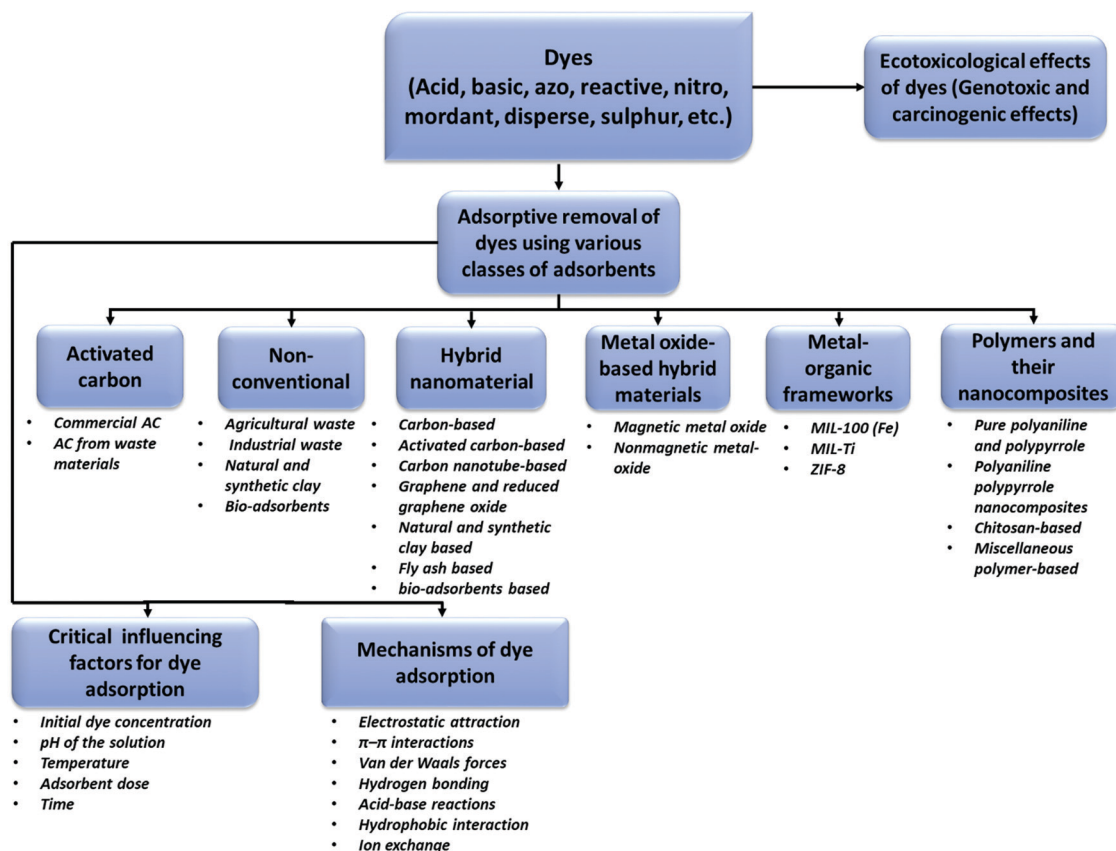 Dyes
(Acid, basic, azo, reactive, nitro,
mordant, disperse, sulphur, etc.)
Ecotoxicological effects
of dyes (Genotoxic and
carcinogenic effects)
Adsorptive removal of
dyes using various
classes of adsorbents
Activated
carbon
• Commercial AC
• AC from waste
materials
Non-
conventional
• Agricultural waste
• Industrial waste
• Natural and
synthetic clay
• Bio-adsorbents
Hybrid
nanomaterial
• Carbon-based
• Activated carbon-based
• Carbon nanotube-based
• Graphene and reduced
graphene oxide
• Natural and synthetic
clay based
• Fly ash based
• bio-adsorbents based
Metal oxide-
based hybrid
materials
• Magnetic metal oxide
• Nonmagnetic metal-
oxide
Metal-
organic
frameworks
• MIL-100 (Fe)
• MIL-Ti
• ZIF-8
Polymers and
their nanocomposites
• Pure polyaniline
and polypyrrole
• Polyaniline
polypyrrole
nanocomposites
• Chitosan-based
• Miscellaneous
polymer-based
Critical influencing
factors for dye
adsorption
• Initial dye concentration
• pH of the solution
• Temperature
• Adsorbent dose
• Time
Mechanisms of dye
adsorption
• Electrostatic attraction
• π–π interactions
• Van der Waals forces
• Hydrogen bonding
• Acid-base reactions
• Hydrophobic interaction
• Ion exchange